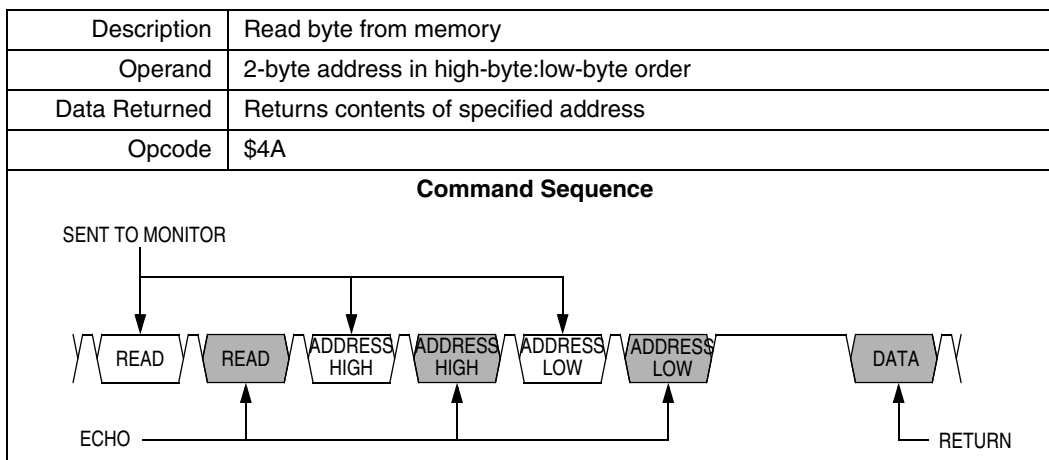 Description Read byte from memory
Operand 2-byte address in high-byte:low-byte order
Data Returned Returns contents of specified address
Opcode $4A
Command Sequence
SENT TO MONITOR
READ READ ADDRESS HIGH ADDRESS HIGH ADDRESS LOW ADDRESS LOW DATA
ECHO RETURN